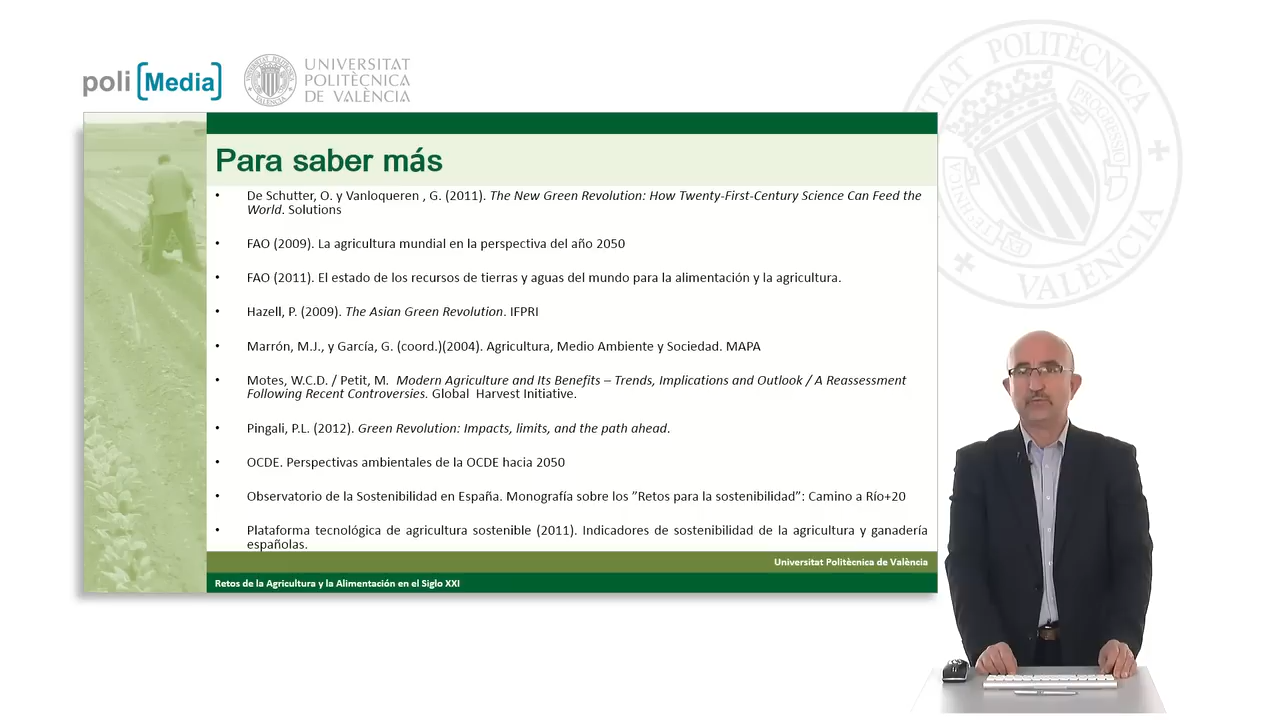 poli [Media]
UNIVERSITAT
POLITÈCNICA
DE VALÈNCIA
Para saber más
• De Schutter, O. y Vanloqueren , G. (2011). The New Green Revolution: How Twenty-First-Century Science Can Feed the
World. Solutions
• FAO (2009). La agricultura mundial en la perspectiva del año 2050
• FAO (2011). El estado de los recursos de tierras y aguas del mundo para la alimentación y la agricultura.
• Hazell, P. (2009). The Asian Green Revolution. IFPRI
• Marrón, M.J., y García, G. (coord.)(2004). Agricultura, Medio Ambiente y Sociedad. MAPA
• Motes, W.C.D. / Petit, M. Modern Agriculture and Its Benefits – Trends, Implications and Outlook / A Reassessment
Following Recent Controversies. Global Harvest Initiative.
• Pingali, P.L. (2012). Green Revolution: Impacts, limits, and the path ahead.
• OCDE. Perspectivas ambientales de la OCDE hacia 2050
• Observatorio de la Sostenibilidad en España. Monografía sobre los ”Retos para la sostenibilidad”: Camino a Río+20
• Plataforma tecnológica de agricultura sostenible (2011). Indicadores de sostenibilidad de la agricultura y ganadería
españolas.
Universitat Politècnica de València
Retos de la Agricultura y la Alimentación en el Siglo XXI
POLITÈCNICA
VALÈNCIA
PROGRESSIO